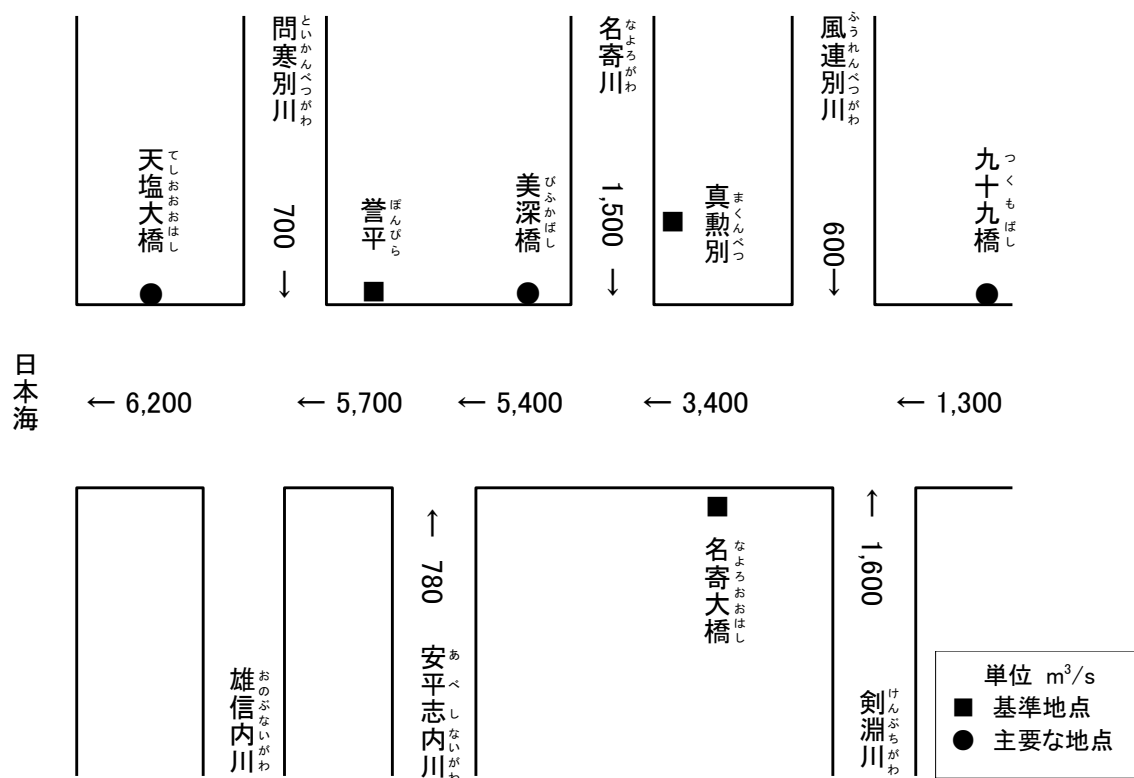 問寒別川
といかんべつがわ
名寄川
なよろがわ
風連別川
ふうれんべつがわ
天塩大橋
てしおおおはし
700
↓
誉平
ぽんぴら
美深橋
びふかばし
1,500
↓
真勲別
まくんべつ
600
↓
九十九橋
つくもばし
日本海
← 6,200
← 5,700
← 5,400
← 3,400
← 1,300
雄信内川
おのぶないがわ
↑
780
安平志内川
あべしないがわ
名寄大橋
なよろおおはし
↑
1,600
剣淵川
けんぶちがわ
単位 m³/s
■ 基準地点
● 主要な地点